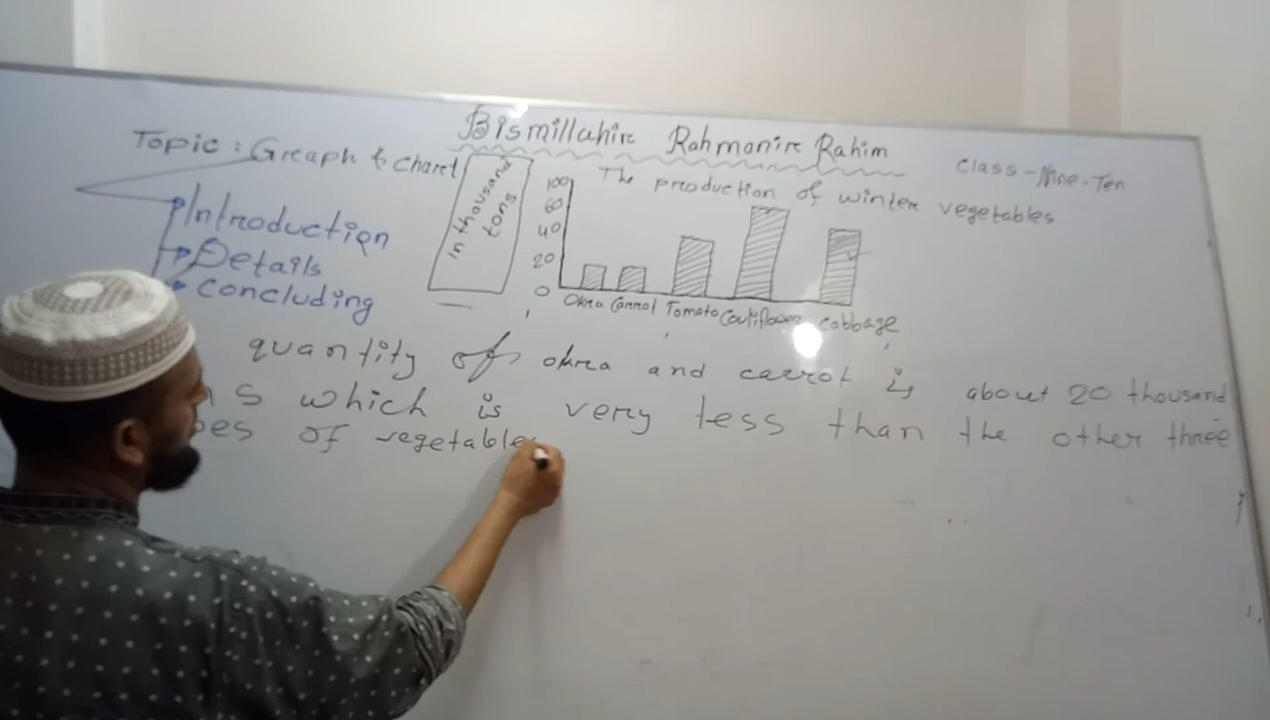 Bismillahir Rahmanir Rahim
Topic : Graph & chart
Class-Nine-Ten
Introduction
Details
Concluding
in thousand
tons
The production of winter vegetables
100
60
40
20
0
Okra Carrot Tomato Cauliflower Cabbage
quantity of okra and carrot is about 20 thousand
s which is very less than the other three
pes of vegetables